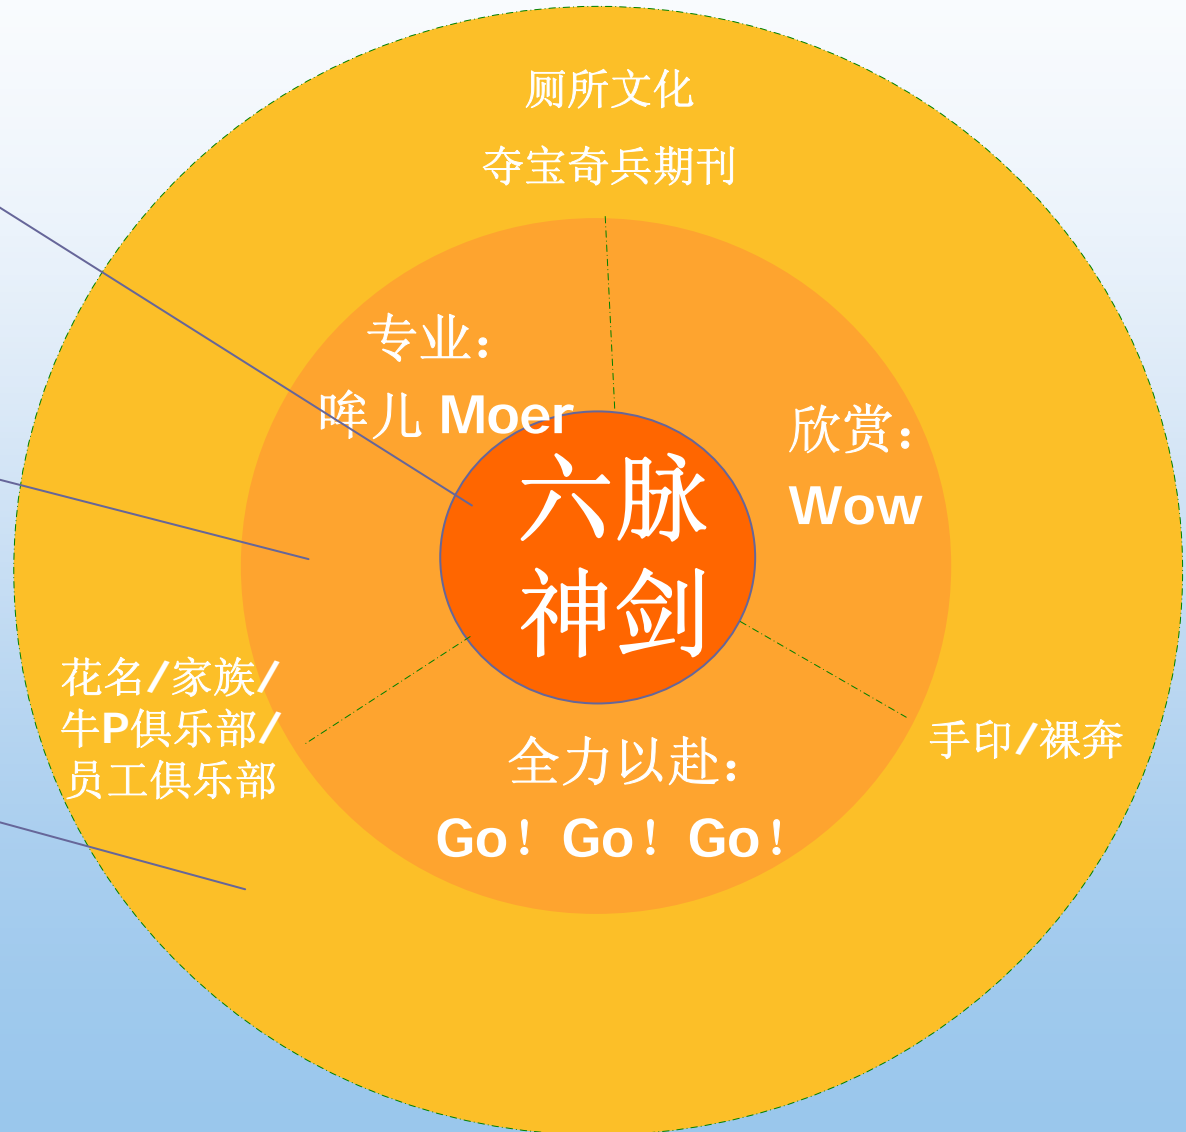 厕所文化
夺宝奇兵期刊
专业：
哞儿 Moer
欣赏：
Wow
六脉
神剑
花名/家族/
牛P俱乐部/
员工俱乐部
手印/裸奔
全力以赴：
Go！Go！Go！